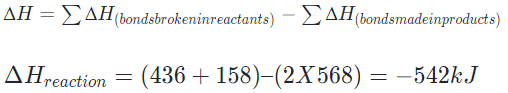 ΔH = ∑ΔH(bondsbrokeninreactants) − ∑ΔH(bondsmadeinproducts)
ΔHreaction = (436 + 158)–(2X568) = −542kJ